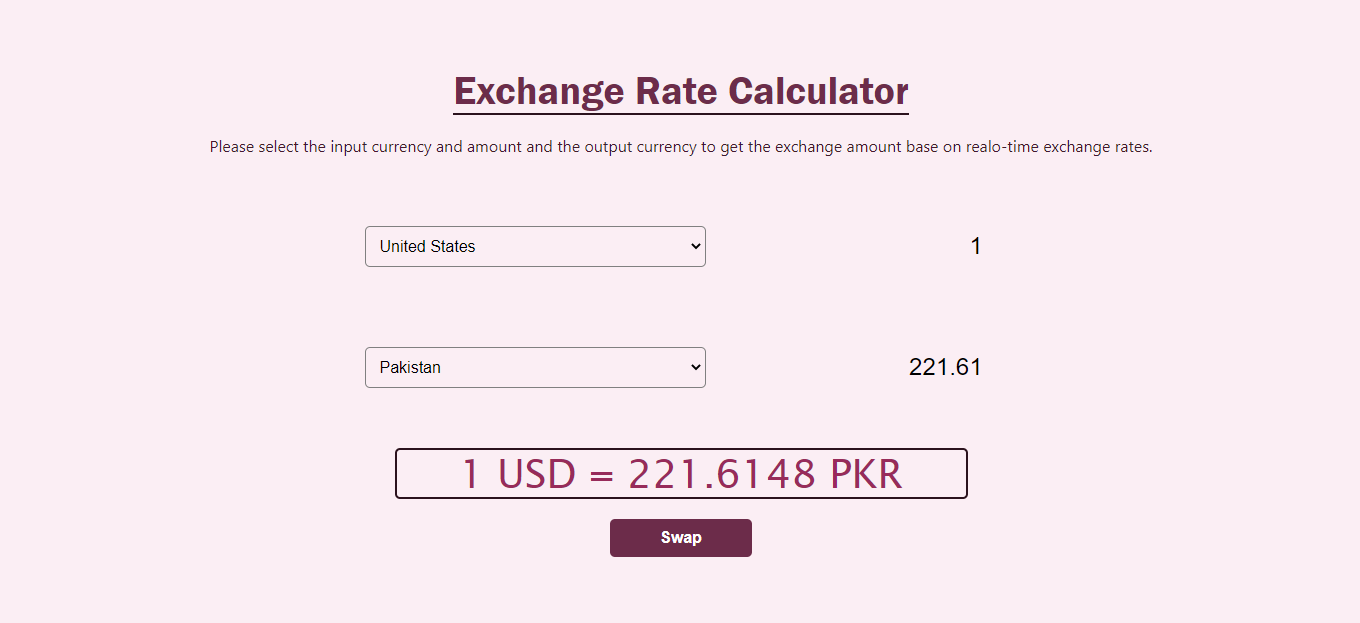 Exchange Rate Calculator
Please select the input currency and amount and the output currency to get the exchange amount base on realo-time exchange rates.
United States
1
Pakistan
221.61
1 USD = 221.6148 PKR
Swap